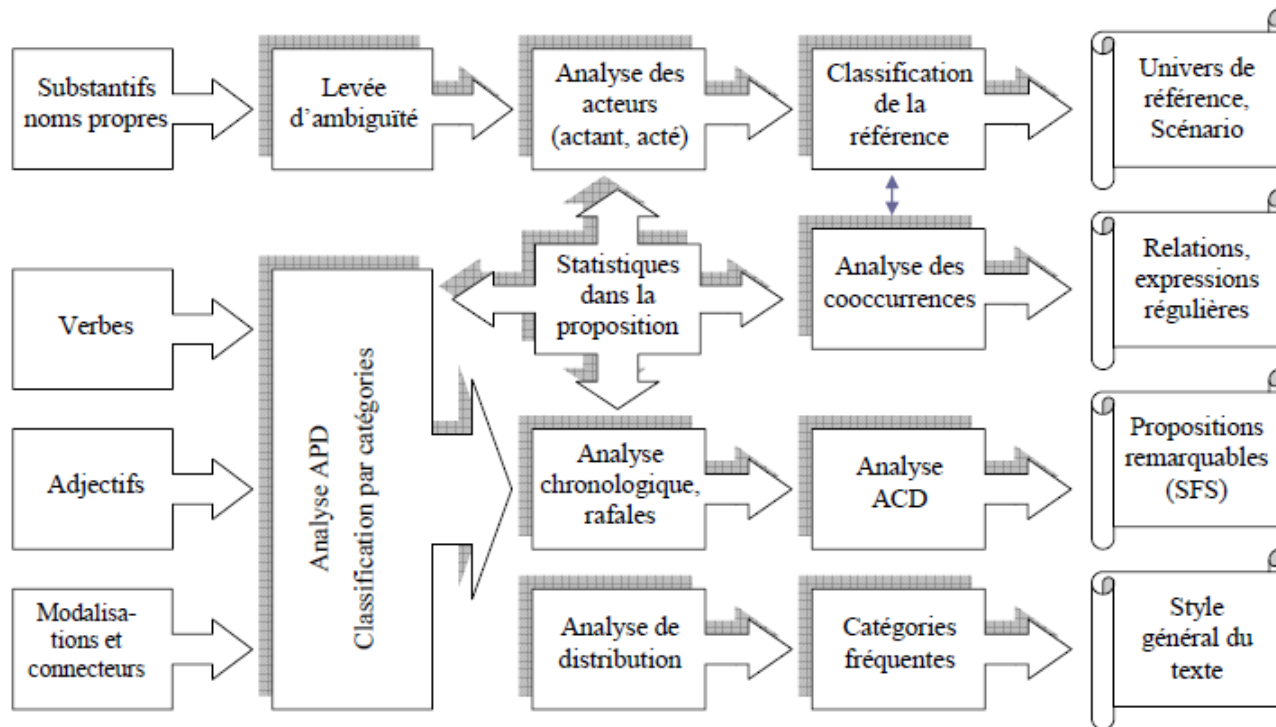 Substantifs
noms propres
Levée
d’ambiguïté
Analyse des
acteurs
(actant, acté)
Classification
de la
référence
Univers de
référence,
Scénario
Verbes
Analyse APD
Classification par catégories
Statistiques
dans la
proposition
Analyse des
cooccurrences
Relations,
expressions
régulières
Adjectifs
Analyse
chronologique,
rafales
Analyse
ACD
Propositions
remarquables
(SFS)
Modalisa-
tions et
connecteurs
Analyse de
distribution
Catégories
fréquentes
Style
général du
texte